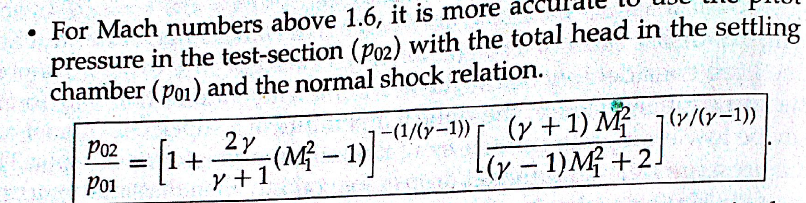 • For Mach numbers above 1.6, it is more accurate to use the pitot
pressure in the test-section (p02) with the total head in the settling
chamber (p01) and the normal shock relation.
p02/p01 = [1 + 2γ/(γ + 1) (M₁² − 1)]^−(1/(γ−1)) [(γ + 1) M₁² / ((γ − 1)M₁² + 2)]^(γ/(γ−1)).